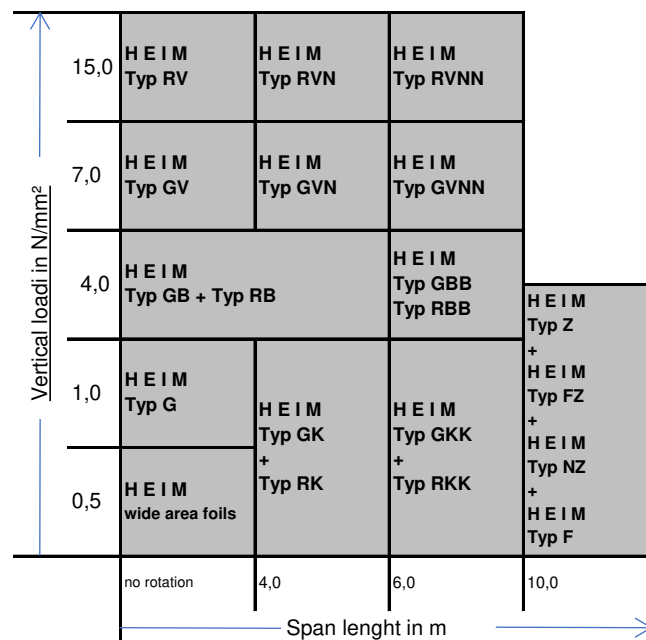 Vertical loadi in N/mm²
15,0
H E I M
Typ RV
H E I M
Typ RVN
H E I M
Typ RVNN
7,0
H E I M
Typ GV
H E I M
Typ GVN
H E I M
Typ GVNN
4,0
H E I M
Typ GB + Typ RB
H E I M
Typ GBB
Typ RBB
1,0
H E I M
Typ G
H E I M
Typ GK
+
Typ RK
H E I M
Typ GKK
+
Typ RKK
H E I M
Typ Z
+
H E I M
Typ FZ
+
H E I M
Typ NZ
+
H E I M
Typ F
0,5
H E I M
wide area foils
no rotation
4,0
6,0
10,0
Span lenght in m